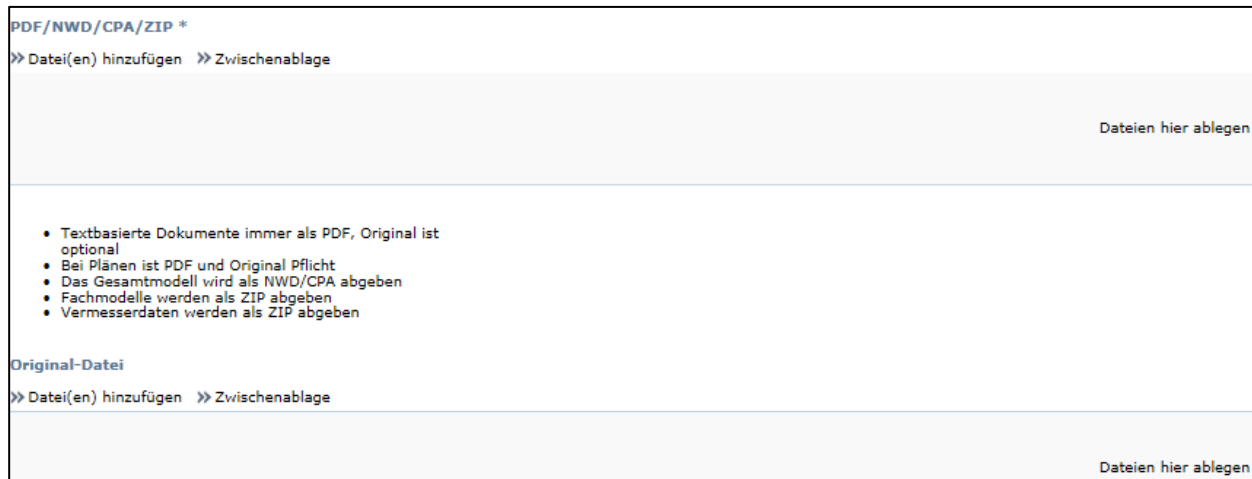 PDF/NWD/CPA/ZIP *
» Datei(en) hinzufügen » Zwischenablage
Dateien hier ablegen
• Textbasierte Dokumente immer als PDF, Original ist
optional
• Bei Plänen ist PDF und Original Pflicht
• Das Gesamtmodell wird als NWD/CPA abgeben
• Fachmodelle werden als ZIP abgeben
• Vermesserdaten werden als ZIP abgeben
Original-Datei
» Datei(en) hinzufügen » Zwischenablage
Dateien hier ablegen